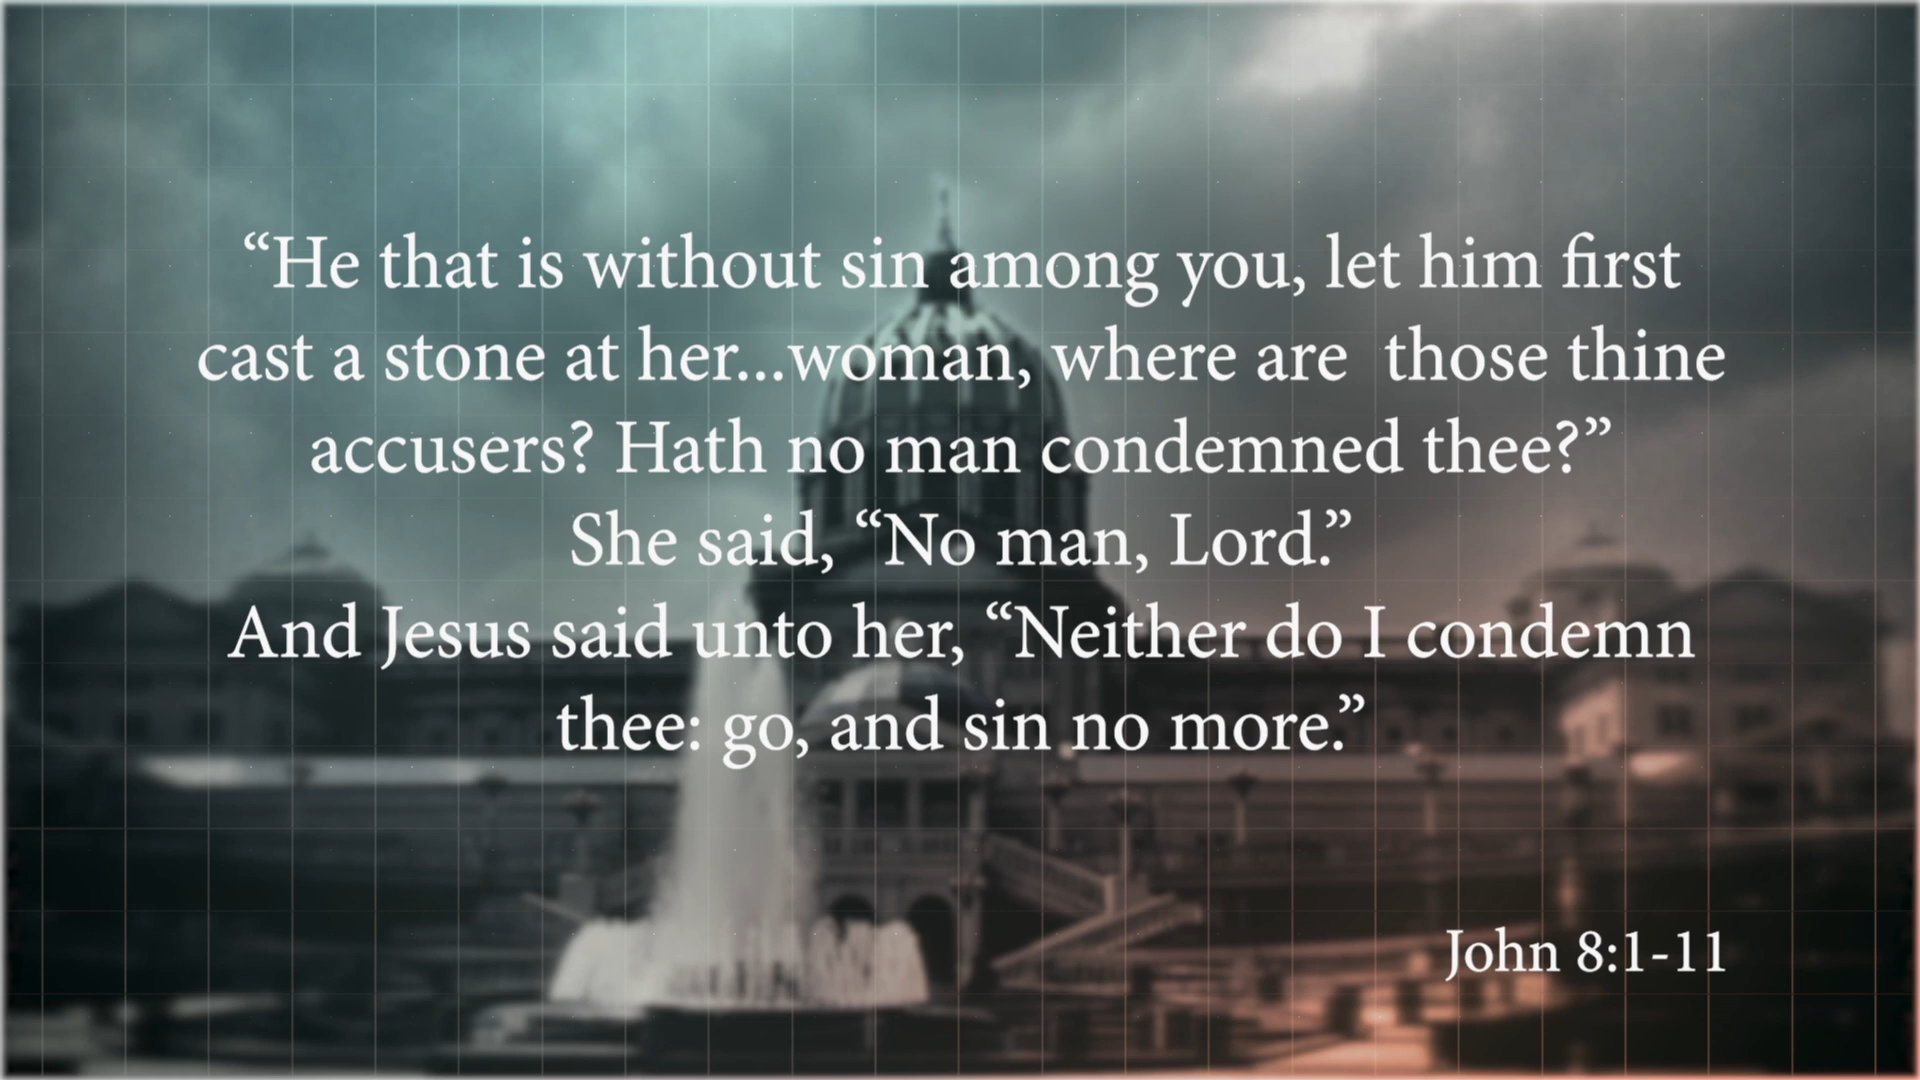 “He that is without sin among you, let him first
cast a stone at her...woman, where are  those thine
accusers? Hath no man condemned thee?”
She said, “No man, Lord.”
And Jesus said unto her, “Neither do I condemn
thee: go, and sin no more.”
John 8:1-11